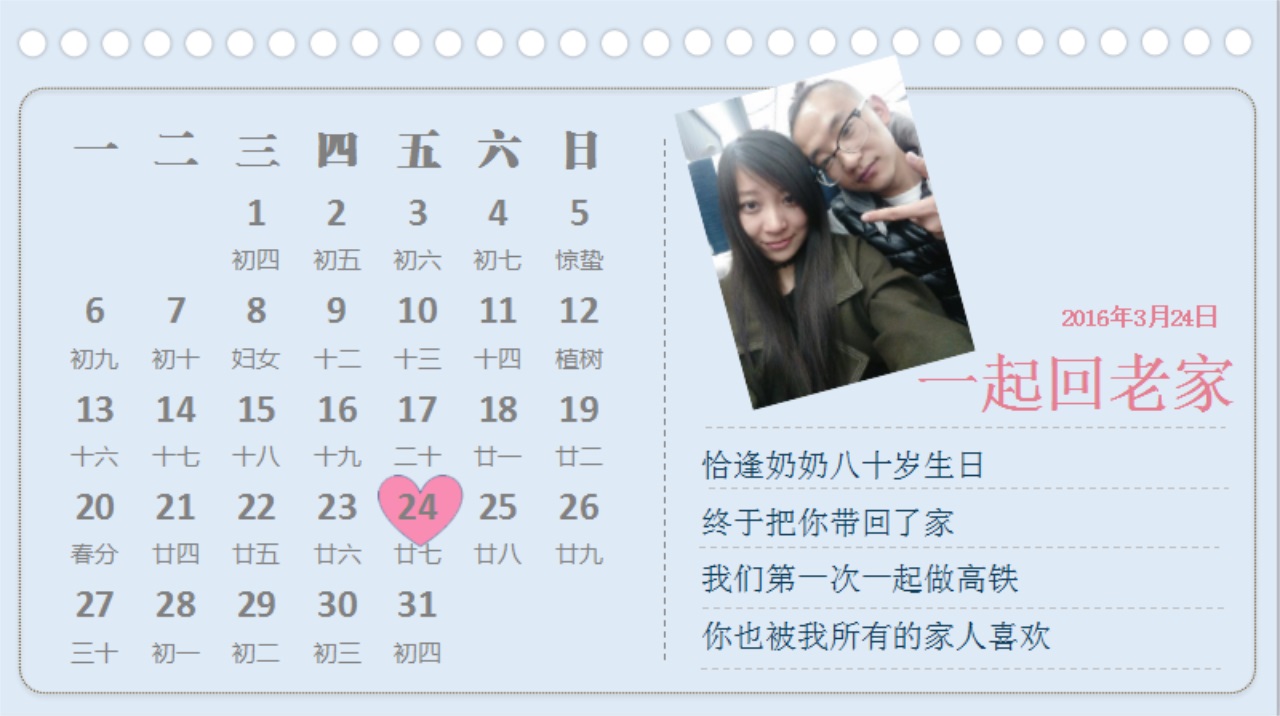 一 二 三 四 五 六 日
1 2 3 4 5
初四 初五 初六 初七 惊蛰
6 7 8 9 10 11 12
初九 初十 妇女 十二 十三 十四 植树
13 14 15 16 17 18 19
十六 十七 十八 十九 二十 廿一 廿二
20 21 22 23 24 25 26
春分 廿四 廿五 廿六 廿七 廿八 廿九
27 28 29 30 31
三十 初一 初二 初三 初四
2016年3月24日
一起回老家
恰逢奶奶八十岁生日
终于把你带回了家
我们第一次一起做高铁
你也被我所有的家人喜欢